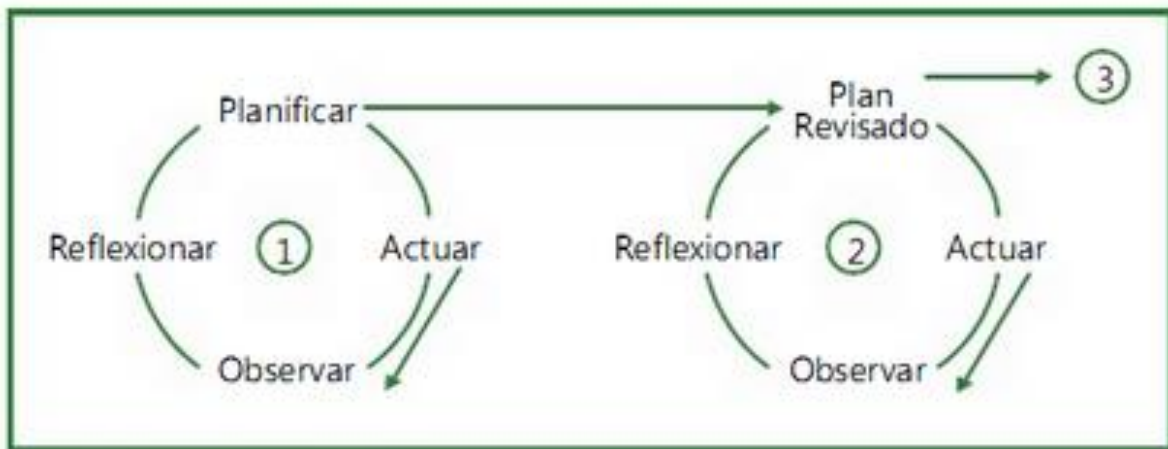 Planificar
Reflexionar
1
Actuar
Observar
Plan
Revisado
Reflexionar
2
Actuar
Observar
3